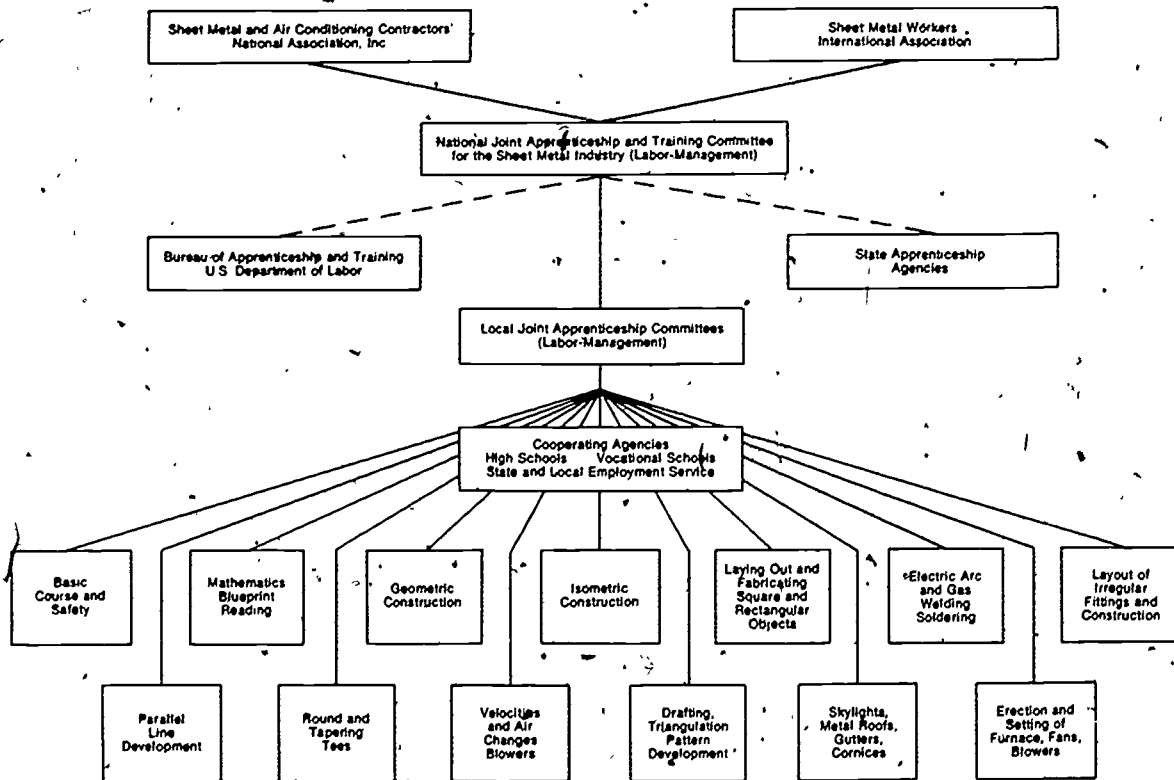 Sheet Metal and Air Conditioning Contractors'
National Association, Inc
Sheet Metal Workers
International Association
National Joint Apprenticeship and Training Committee
for the Sheet Metal Industry (Labor-Management)
Bureau of Apprenticeship and Training
U S Department of Labor
State Apprenticeship
Agencies
Local Joint Apprenticeship Committees
(Labor-Management)
Cooperating Agencies
High Schools Vocational Schools
State and Local Employment Service
Basic
Course and
Safety
Mathematics
Blueprint
Reading
Geometric
Construction
Isometric
Construction
Laying Out and
Fabricating
Square and
Rectangular
Objects
Electric Arc
and Gas
Welding
Soldering
Layout of
Irregular
Fittings and
Construction
Parallel
Line
Development
Round and
Tapering
Tees
Velocities
and Air
Changes
Blowers
Drafting,
Triangulation
Pattern
Development
Skylights,
Metal Roofs,
Gutters,
Cornices
Erection and
Setting of
Furnace, Fans,
Blowers